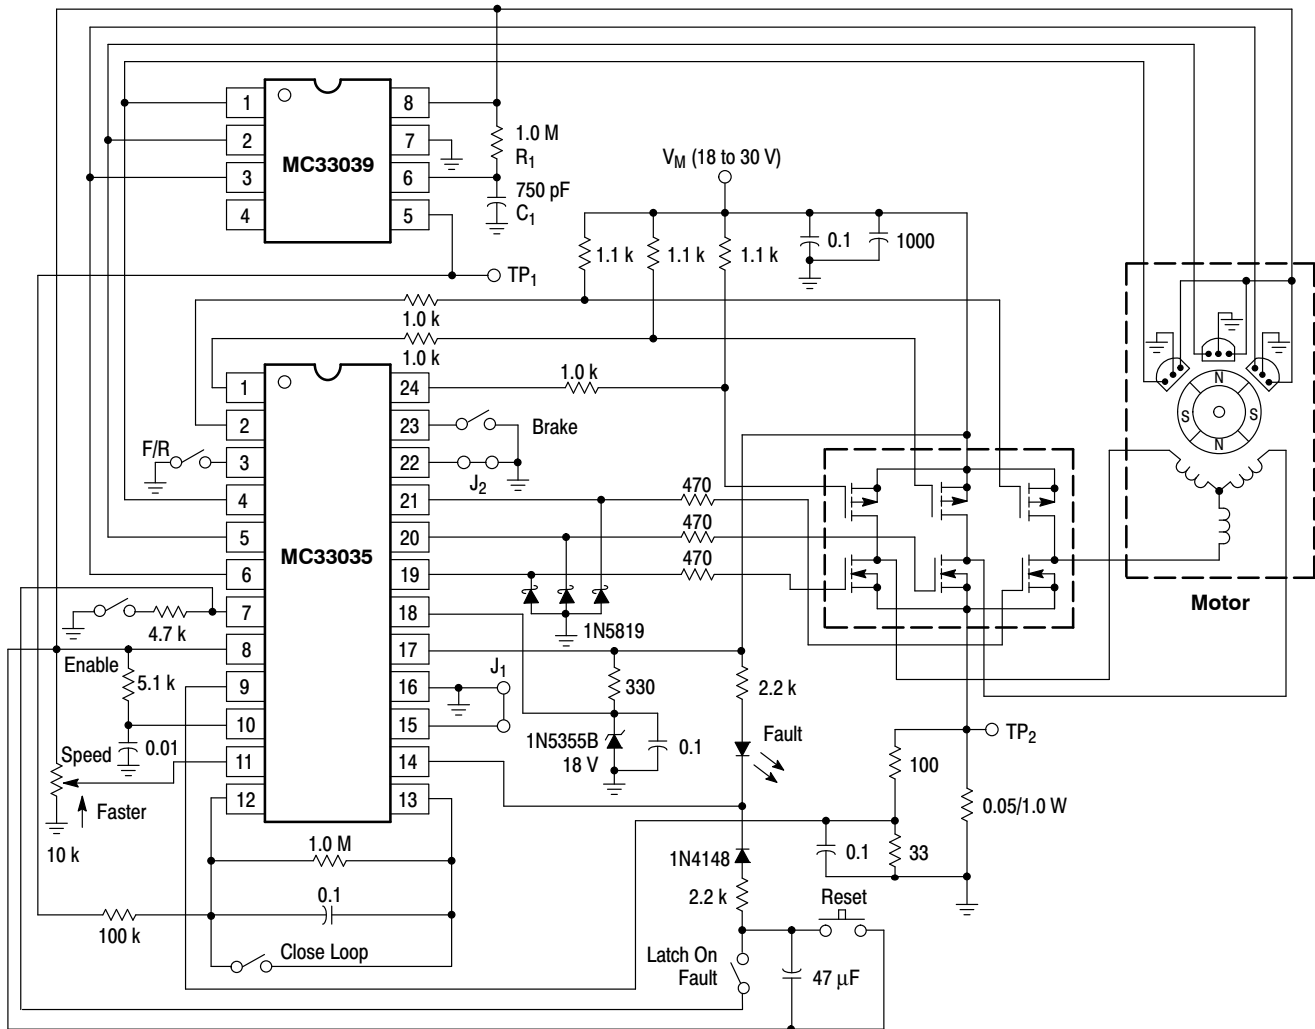 1
2
3
4
MC33039
8
7
6
5
1.0 M
R1
750 pF
C1
TP1
VM (18 to 30 V)
1.1 k
1.1 k
1.1 k
0.1
1000
1.0 k
1.0 k
1.0 k
1
2
3
4
5
6
7
8
9
10
11
12
MC33035
24
23
22
21
20
19
18
17
16
15
14
13
F/R
Brake
J2
470
470
470
1N5819
4.7 k
Enable
5.1 k
0.01
Speed
Faster
10 k
J1
330
1N5355B
18 V
0.1
2.2 k
Fault
N
S
S
N
Motor
TP2
100
0.05/1.0 W
0.1
33
1.0 M
0.1
100 k
Close Loop
1N4148
2.2 k
Reset
Latch On
Fault
47 μF